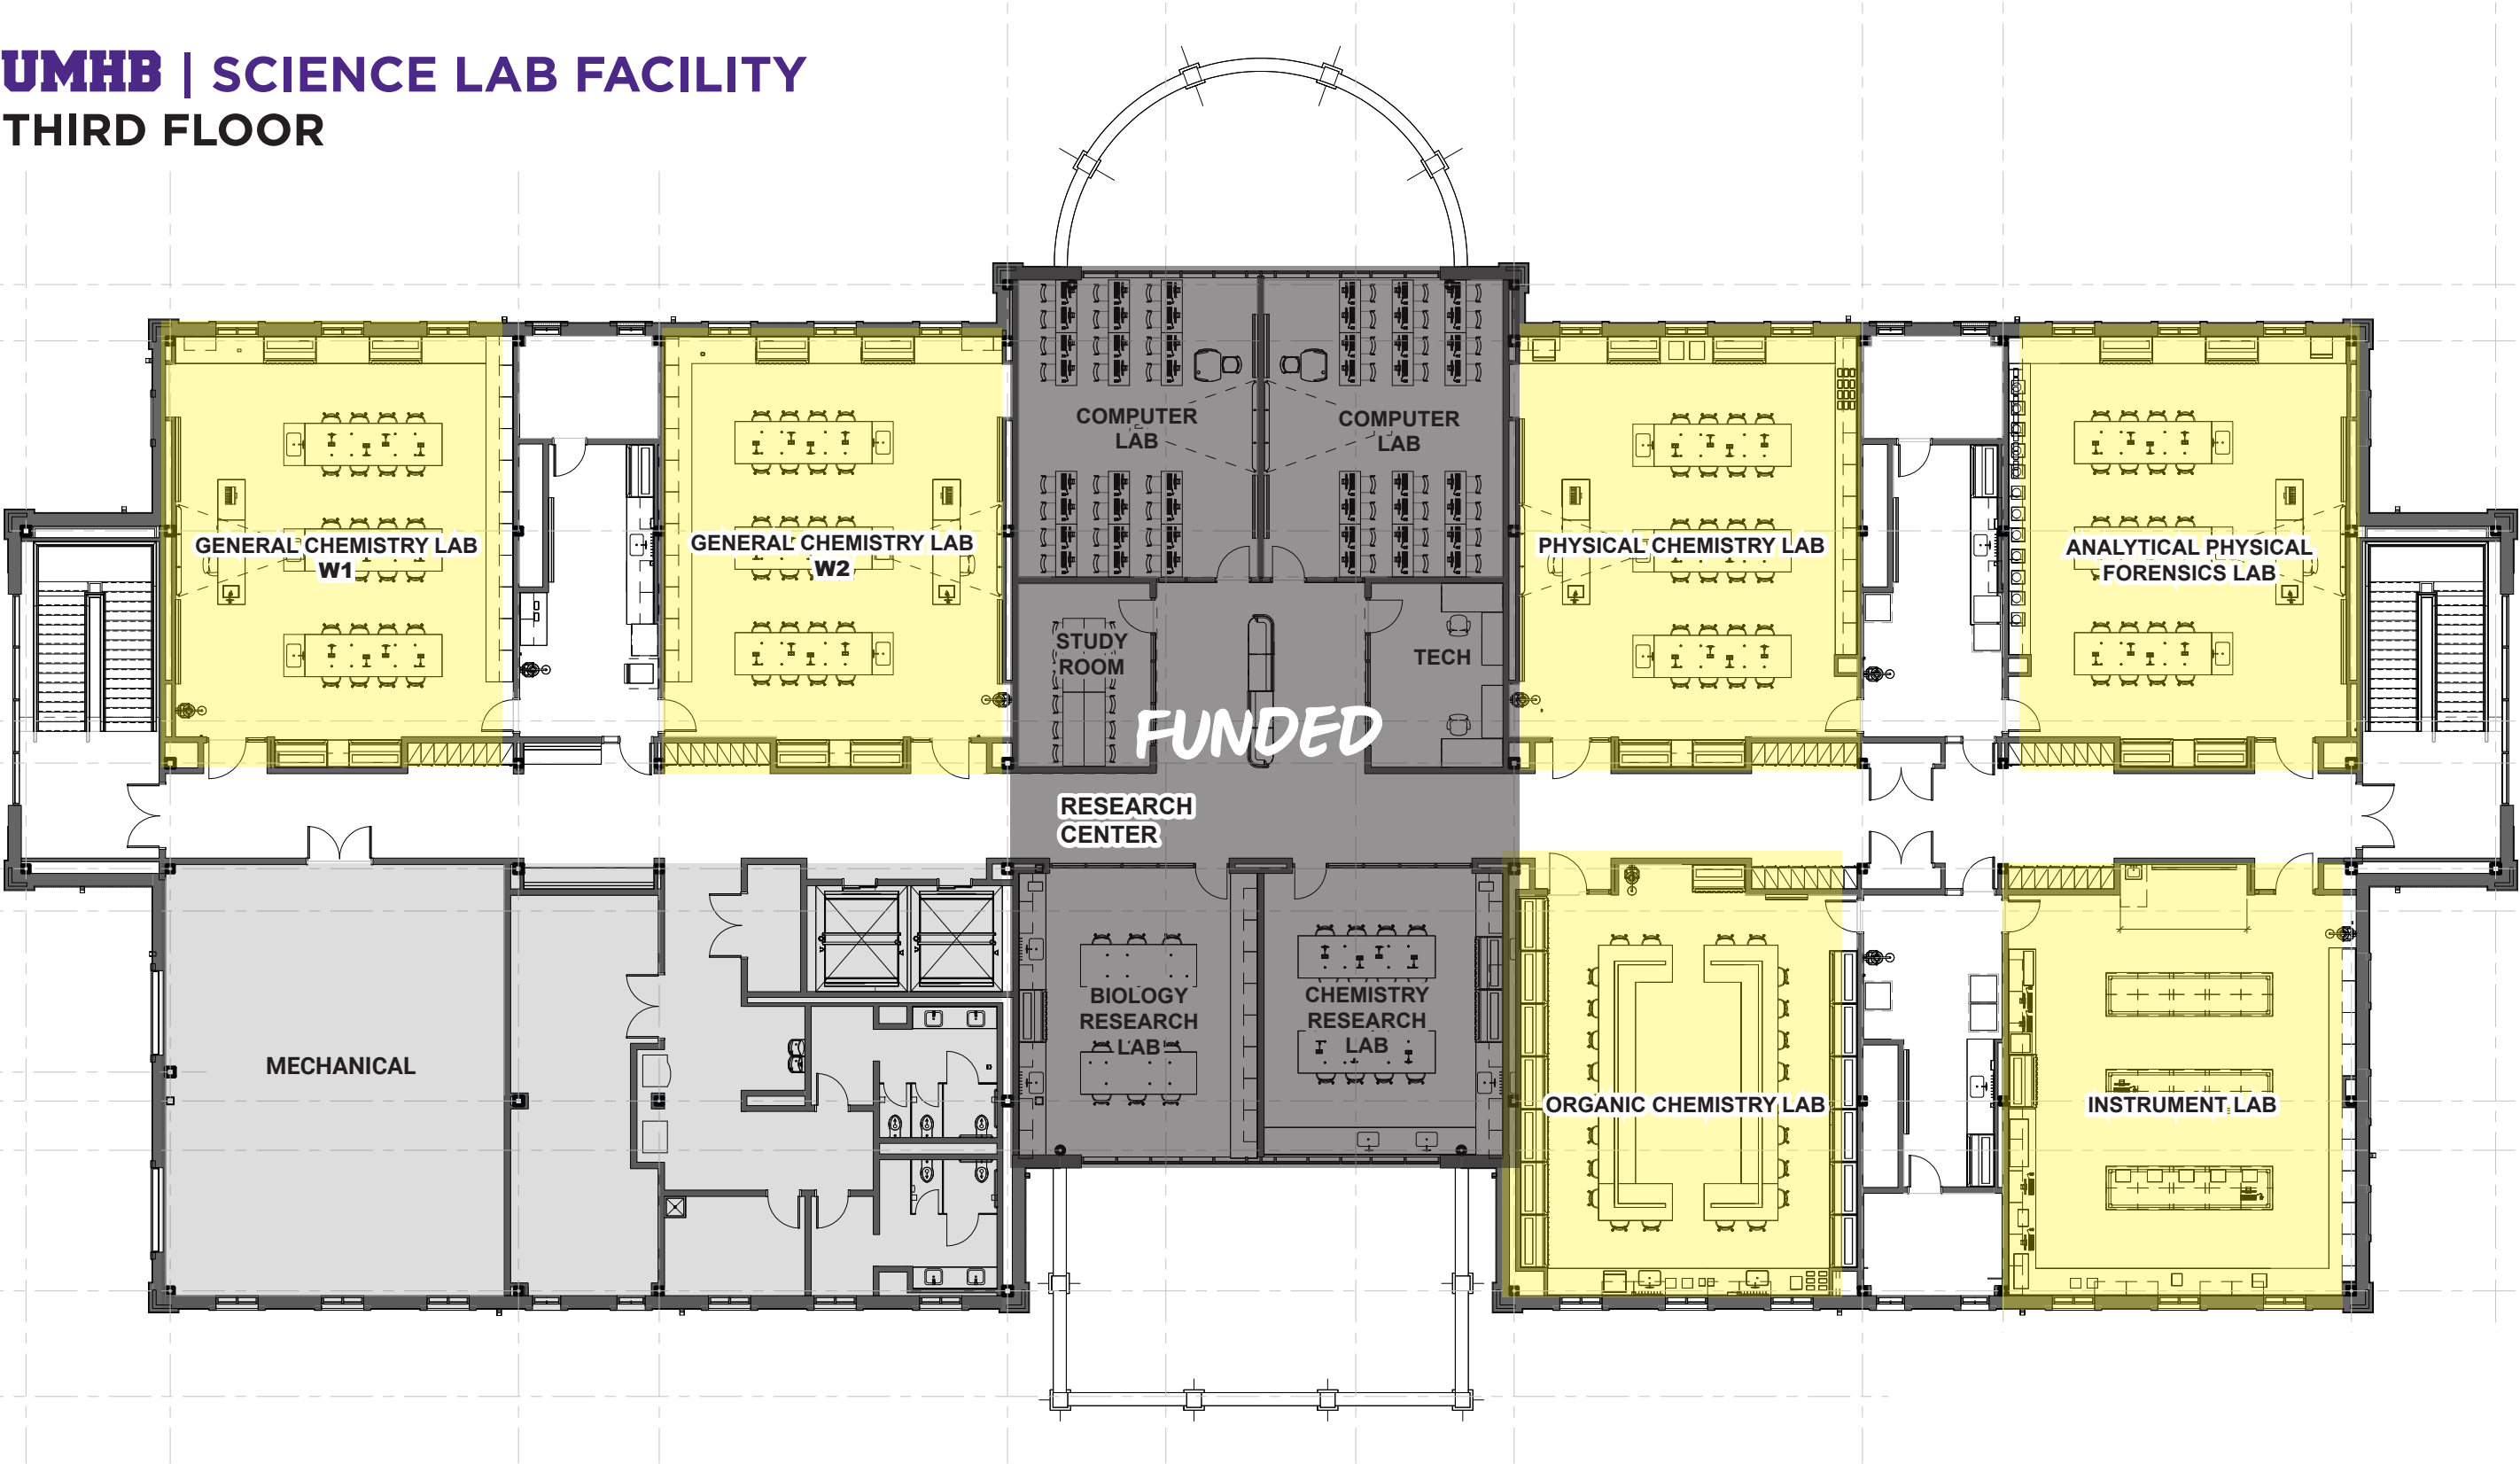 UMHB | SCIENCE LAB FACILITY
THIRD FLOOR
COMPUTER
LAB
COMPUTER
LAB
GENERAL CHEMISTRY LAB
W1
GENERAL CHEMISTRY LAB
W2
PHYSICAL CHEMISTRY LAB
ANALYTICAL PHYSICAL
FORENSICS LAB
STUDY
ROOM
TECH
FUNDED
RESEARCH
CENTER
BIOLOGY
RESEARCH
LAB
CHEMISTRY
RESEARCH
LAB
MECHANICAL
ORGANIC CHEMISTRY LAB
INSTRUMENT LAB